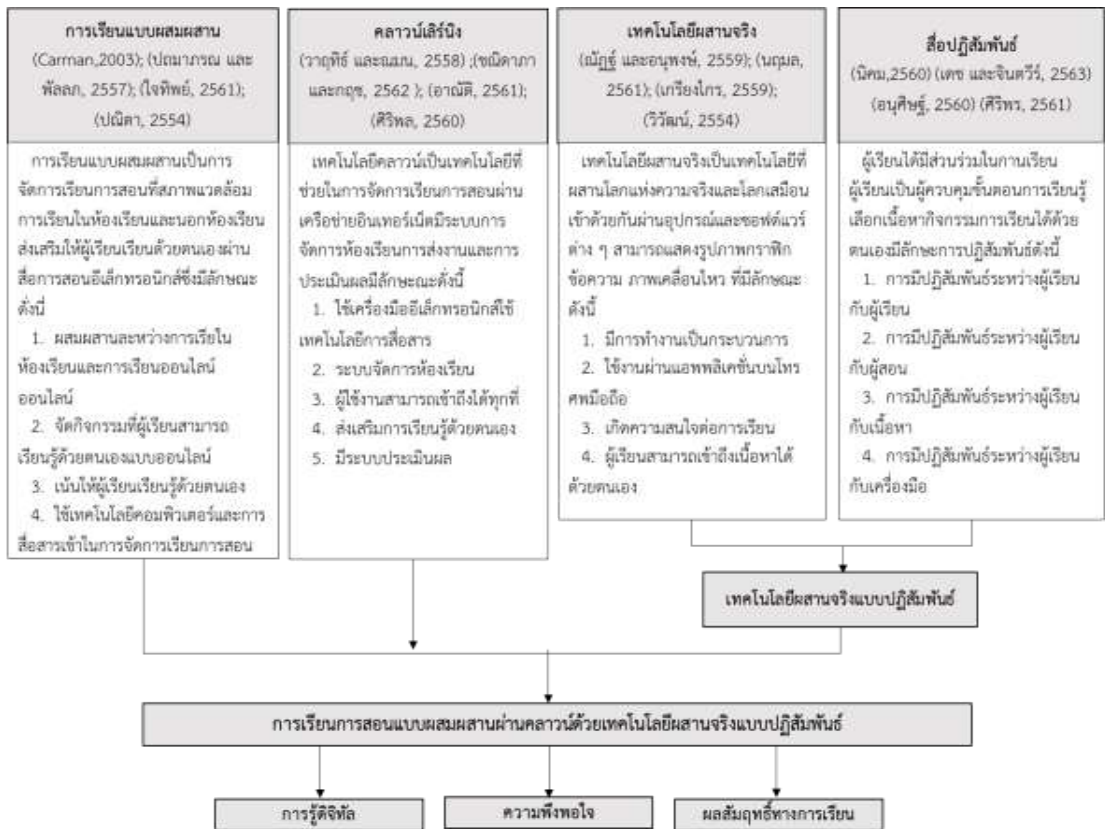 การเรียนแบบผสมผสาน
(Carman,2003); (ปถมาภรณ และ
พัลลภ, 2557); (ใจทิพย์, 2561);
(ปณิตา, 2554)
การเรียนแบบผสมผสานเป็นการ
จัดการเรียนการสอนที่สภาพแวดล้อม
การเรียนในห้องเรียนและนอกห้องเรียน
ส่งเสริมให้ผู้เรียนเรียนด้วยตนเองผ่าน
สื่อการสอนอีเล็กทรอนิกส์ซึ่งมีลักษณะ
ดั่งนี่
1. ผสมผสานละหว่างการเรียใน
ห้องเรียนและการเรียนออนไลน์
ออนไลน์
2. จัดกิจกรรมที่ผู้เรียนสามารถ
เรียนรู้ด้วยตนเองแบบออนไลน์
3. เน้นให้ผู้เรียนเรียนรู้ด้วยตนเอง
4. ใช้เทคโนโลยีคอมพิวเตอร์และการ
สื่อสารเข้าในการจัดการเรียนการสอน
คลาวน์เลิร์นิง
(วาฤทิธ์ และณมน, 2558) ;(ชณิดาภา
และกฤช, 2562 ); (อาณัติ, 2561);
(ศิริพล, 2560)
เทคโนโลยีคลาวน์เป็นเทคโนโลยีที่
ช่วยในการจัดการเรียนการสอนผ่าน
เครือข่ายอินเทอร์เน็ตมีระบบการ
จัดการห้องเรียนการส่งงานและการ
ประเมินผลมีลักษะณะดั่งนี่
1. ใช้เครื่องมืออีเล็กทรอนิกส์ใช้
เทคโนโลยีการสื่อสาร
2. ระบบจัดการห้องเรียน
3. ผู้ใช้งานสามารถเข้าถึงได้ทุกที่
4. ส่งเสริมการเรียนรู้ด้วยตนเอง
5. มีระบบประเมินผล
เทคโนโลยีผสานจริง
(ณัฏฐ์ และอนุพงษ์, 2559); (นฤมล,
2561); (เกรียงไกร, 2559);
(วิวัฒน์, 2554)
เทคโนโลยีผสานจริงเป็นเทคโนโลยีที่
ผสานโลกแห่งความจริงและโลกเสมือน
เข้าด้วยกันผ่านอุปกรณ์และซอฟต์แวร์
ต่าง ๆ สามารถแสดงรูปภาพกราฟิก
ข้อความ ภาพเคลื่อนไหว ที่มีลักษณะ
ดังนี้
1. มีการทำงานเป็นกระบวนการ
2. ใช้งานผ่านแอพพลิเคชั่นบนโทร
ศพมือถือ
3. เกิดความสนใจต่อการเรียน
4. ผู้เรียนสามารถเข้าถึงเนื้อหาได้
ด้วยตนเอง
สื่อปฏิสัมพันธ์
(นิคม,2560) (เดช และจินตวีร์, 2563)
(อนุศิษฐ์, 2560) (ศิริพร, 2561)
ผู้เรียนได้มีส่วนร่วมในกานเรียน
ผู้เรียนเป็นผู้ควบคุมขั้นตอนการเรียนรู้
เลือกเนื้อหากิจกรรมการเรียนได้ด้วย
ตนเองมีลักษะการปฏิสัมพันธ์ดังนี้
1. การมีปฏิสัมพันธ์ระหว่างผู้เรียน
กับผู้เรียน
2. การมีปฏิสัมพันธ์ระหว่างผู้เรียน
กับผู้สอน
3. การมีปฏิสัมพันธ์ระหว่างผู้เรียน
กับเนื้อหา
4. การมีปฏิสัมพันธ์ระหว่างผู้เรียน
กับเครื่องมือ
เทคโนโลยีผสานจริงแบบปฏิสัมพันธ์
การเรียนการสอนแบบผสมผสานผ่านคลาวน์ด้วยเทคโนโลยีผสานจริงแบบปฏิสัมพันธ์
การรู้ดิจิทัล
ความพึงพอใจ
ผลสัมฤทธิ์ทางการเรียน